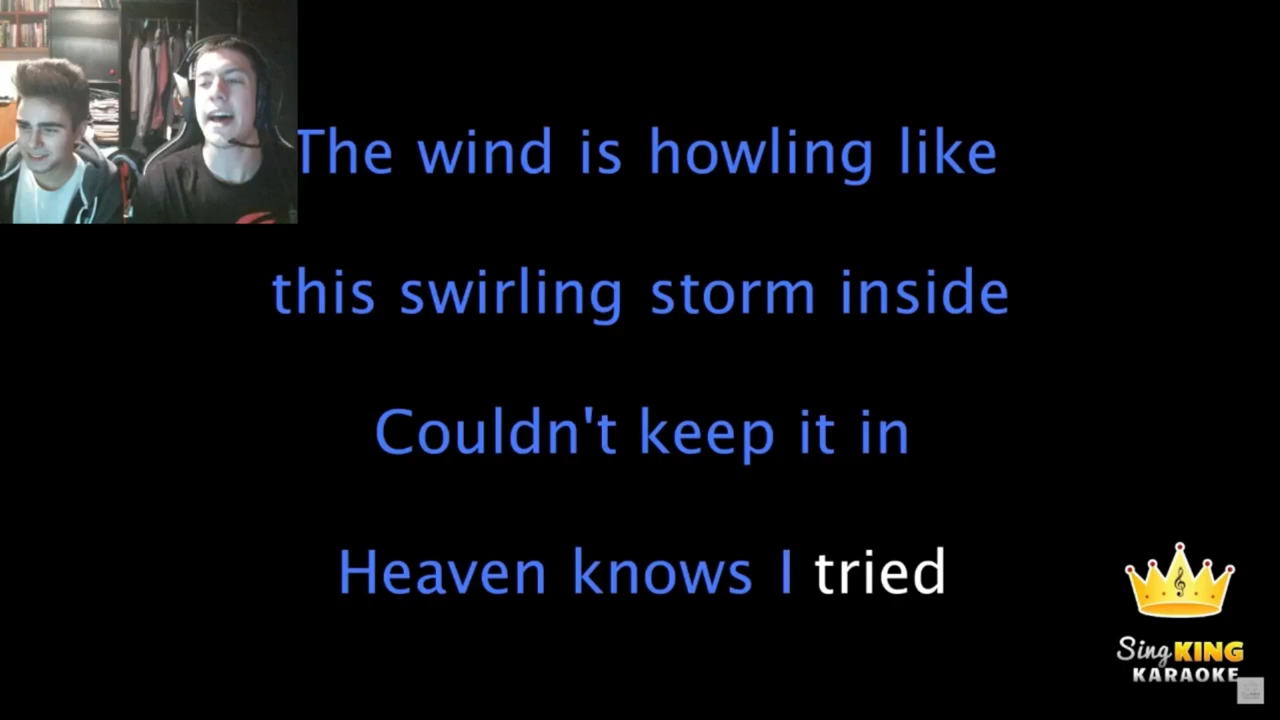 The wind is howling like
this swirling storm inside
Couldn't keep it in
Heaven knows I tried
Sing KING
KARAOKE